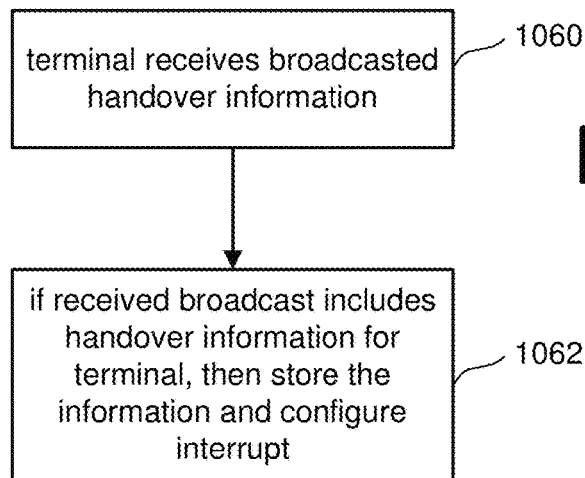 terminal receives broadcasted
handover information
1060
if received broadcast includes
handover information for
terminal, then store the
information and configure
interrupt
1062